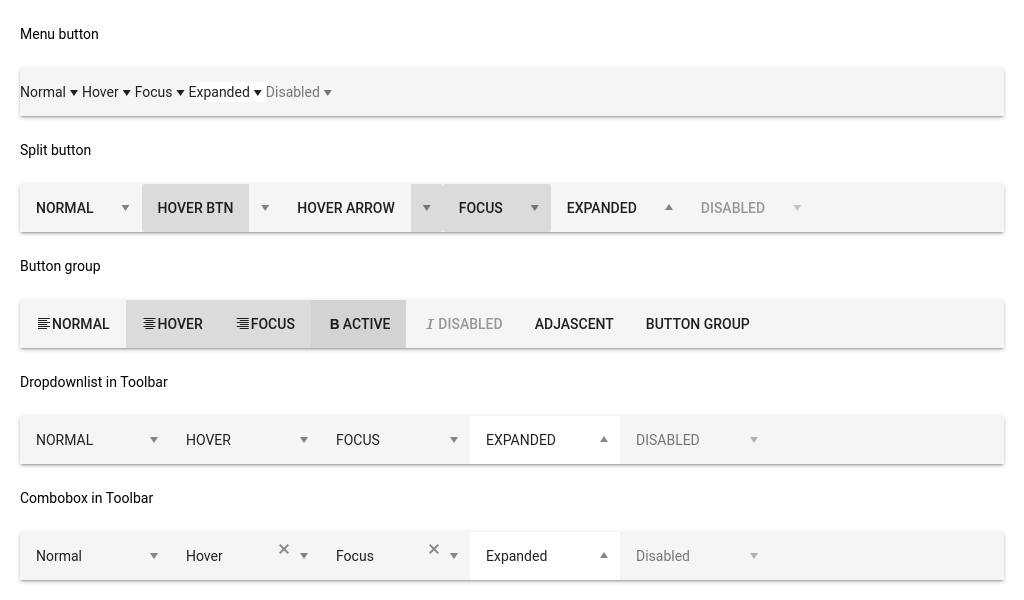 Menu button
Normal Hover Focus Expanded Disabled
Split button
NORMAL HOVER BTN HOVER ARROW FOCUS EXPANDED DISABLED
Button group
NORMAL HOVER FOCUS B ACTIVE I DISABLED ADJASCENT BUTTON GROUP
Dropdownlist in Toolbar
NORMAL HOVER FOCUS EXPANDED DISABLED
Combobox in Toolbar
Normal Hover Focus Expanded Disabled